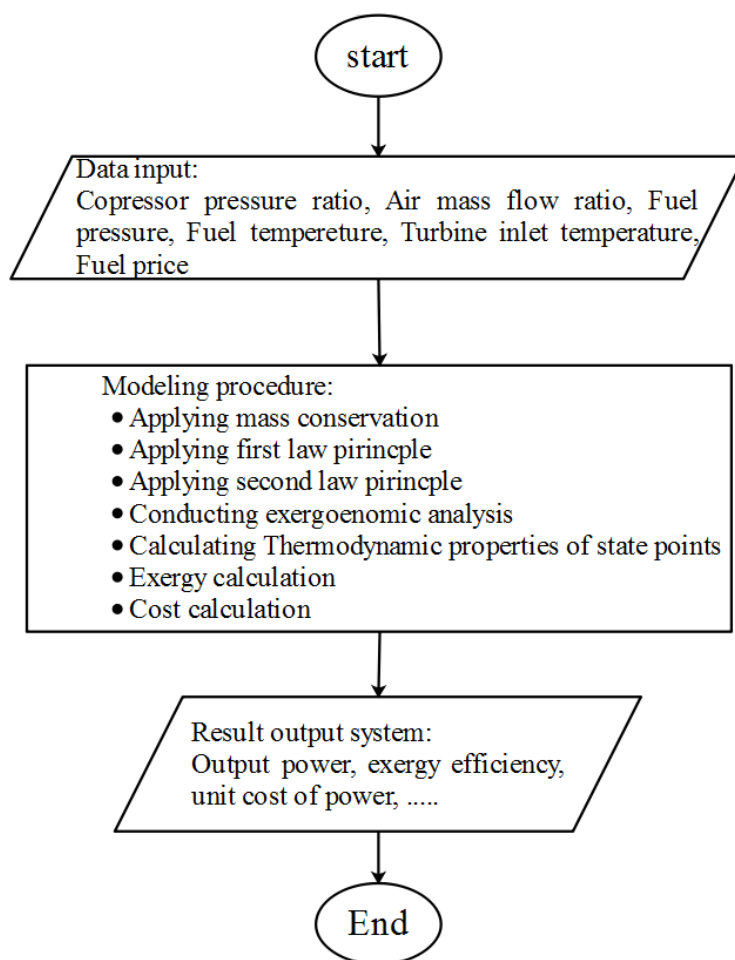 start
Data input:
Copressor pressure ratio, Air mass flow ratio, Fuel
pressure, Fuel tempereture, Turbine inlet temperature,
Fuel price
Modeling procedure:
• Applying mass conservation
• Applying first law pirincple
• Applying second law pirincple
• Conducting exergoenomic analysis
• Calculating Thermodynamic properties of state points
• Exergy calculation
• Cost calculation
Result output system:
Output power, exergy efficiency,
unit cost of power, .....
End